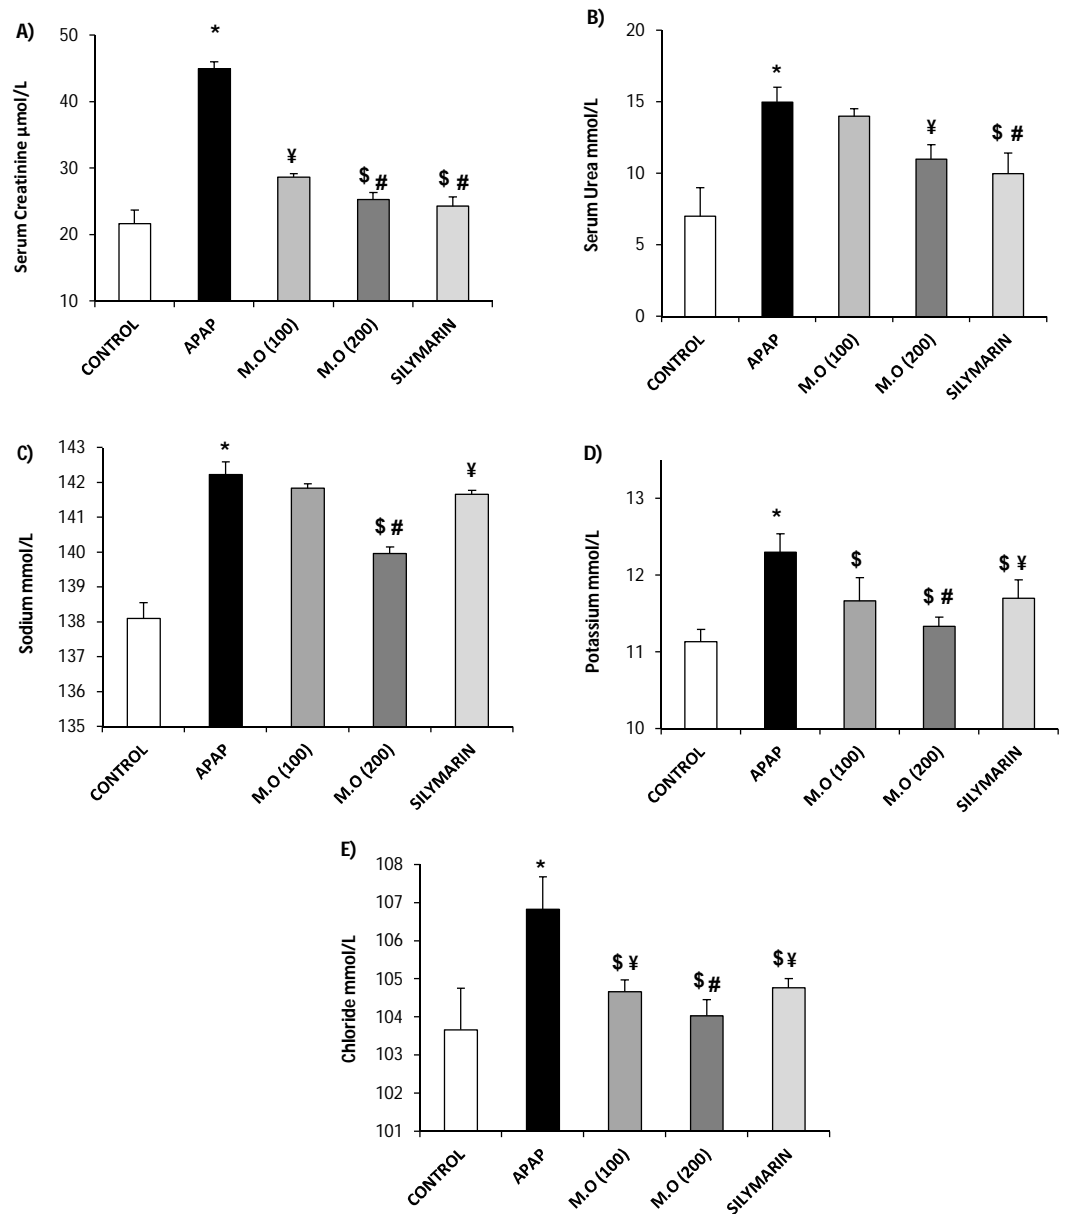 A)
Serum Creatinine µmol/L
50
40
30
20
10
*
¥
$ #
$ #
CONTROL
APAP
M.O (100)
M.O (200)
SILYMARIN
B)
Serum Urea mmol/L
20
15
10
5
0
*
¥
$ #
CONTROL
APAP
M.O (100)
M.O (200)
SILYMARIN
C)
Sodium mmol/L
143
142
141
140
139
138
137
136
135
*
$ #
¥
CONTROL
APAP
M.O (100)
M.O (200)
SILYMARIN
D)
Potassium mmol/L
13
12
11
10
*
$
$ #
$ ¥
CONTROL
APAP
M.O (100)
M.O (200)
SILYMARIN
E)
Chloride mmol/L
108
107
106
105
104
103
102
101
*
$ ¥
$ #
$ ¥
CONTROL
APAP
M.O (100)
M.O (200)
SILYMARIN